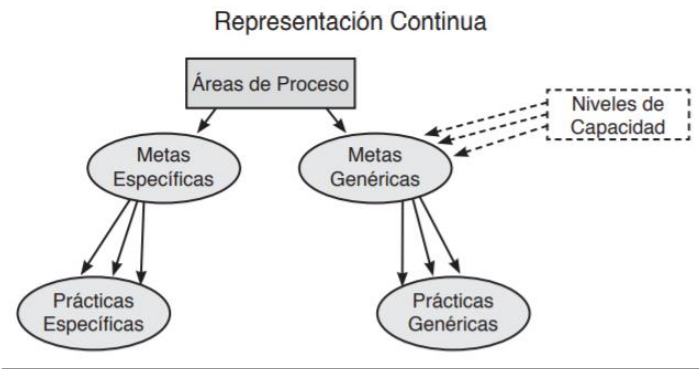 Representación Continua
Áreas de Proceso
Niveles de
Capacidad
Metas
Específicas
Metas
Genéricas
Prácticas
Específicas
Prácticas
Genéricas